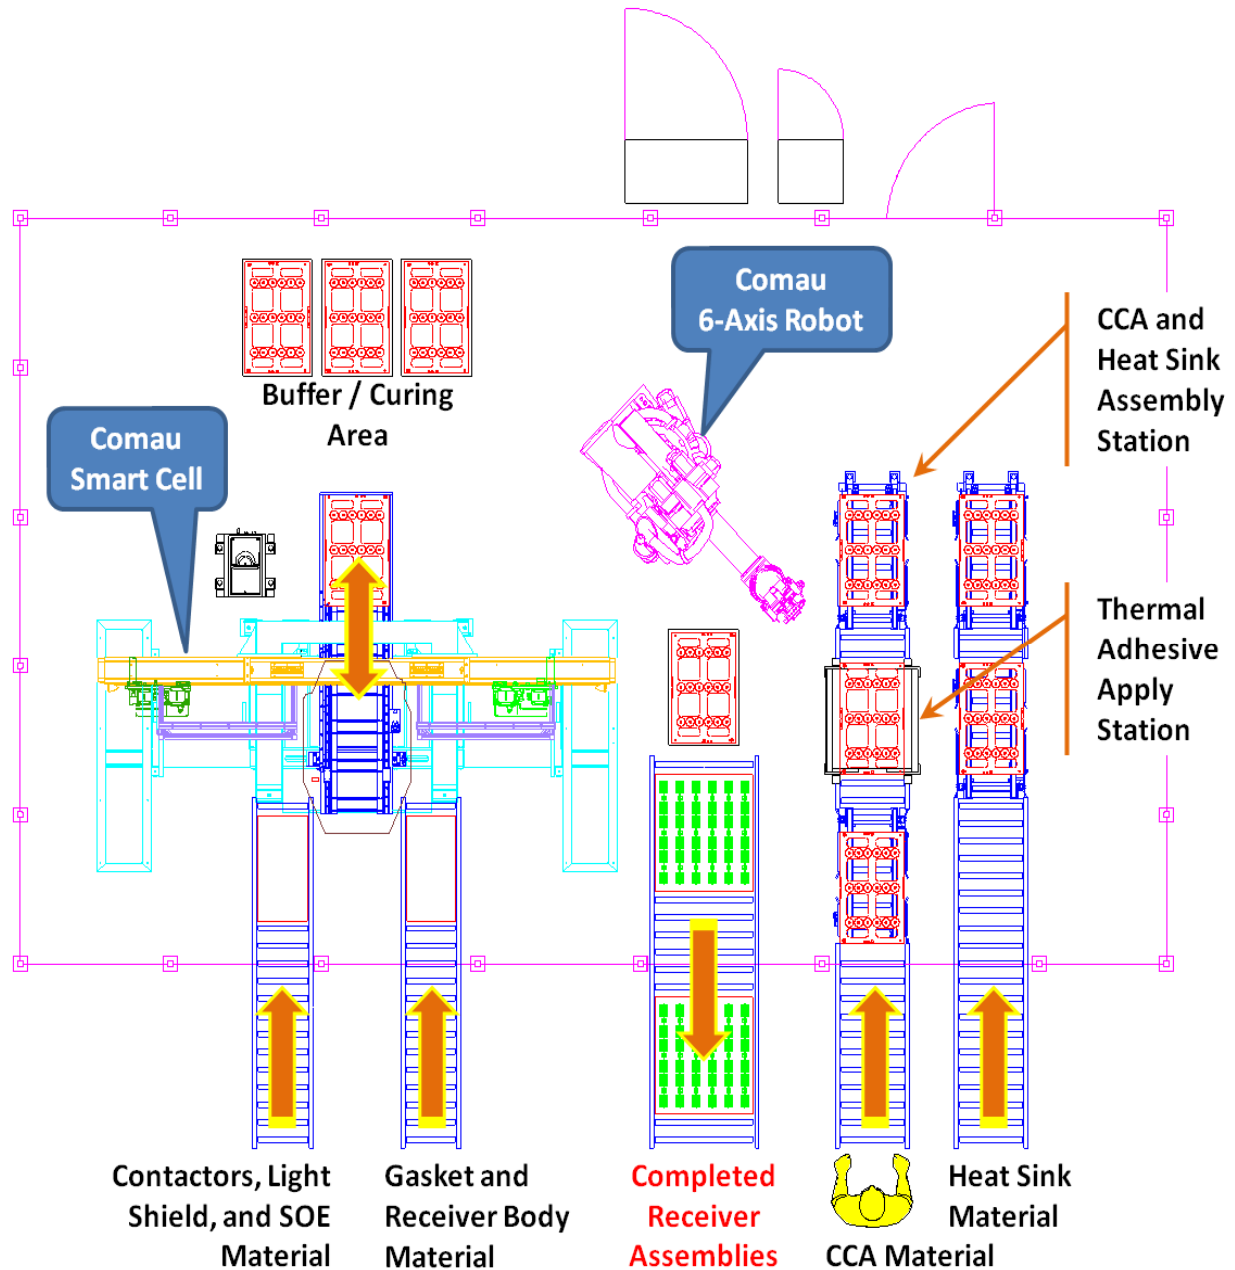 Comau
6-Axis Robot
CCA and
Heat Sink
Assembly
Station
Buffer / Curing
Area
Comau
Smart Cell
Thermal
Adhesive
Apply
Station
Contactors, Light
Shield, and SOE
Material
Gasket and
Receiver Body
Material
Completed
Receiver
Assemblies
CCA Material
Heat Sink
Material